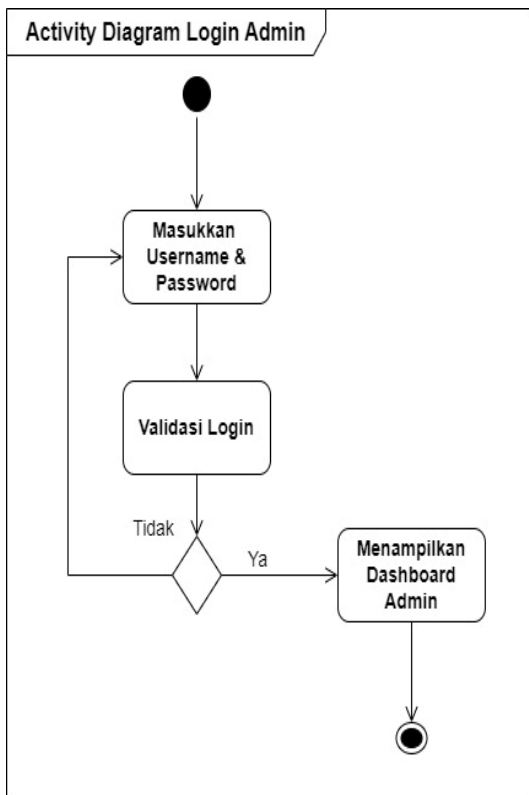 Activity Diagram Login Admin
Masukkan
Username &
Password
Validasi Login
Tidak
Ya
Menampilkan
Dashboard
Admin